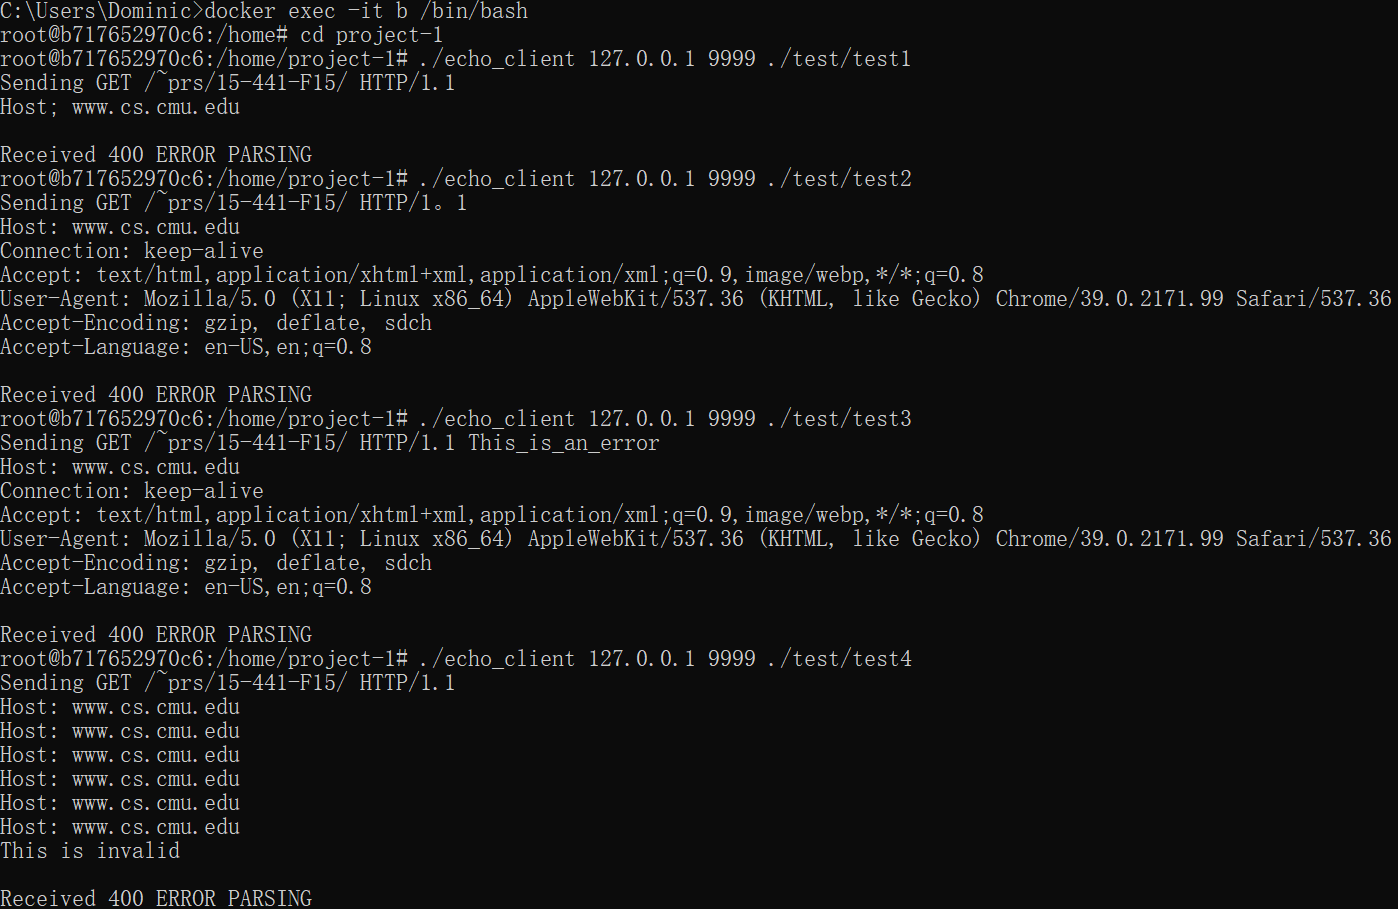 C:\Users\Dominic>docker exec -it b /bin/bash
root@b717652970c6:/home# cd project-1
root@b717652970c6:/home/project-1# ./echo_client 127.0.0.1 9999 ./test/test1
Sending GET /~prs/15-441-F15/ HTTP/1.1
Host; www.cs.cmu.edu

Received 400 ERROR PARSING
root@b717652970c6:/home/project-1# ./echo_client 127.0.0.1 9999 ./test/test2
Sending GET /~prs/15-441-F15/ HTTP/1。1
Host: www.cs.cmu.edu
Connection: keep-alive
Accept: text/html,application/xhtml+xml,application/xml;q=0.9,image/webp,*/*;q=0.8
User-Agent: Mozilla/5.0 (X11; Linux x86_64) AppleWebKit/537.36 (KHTML, like Gecko) Chrome/39.0.2171.99 Safari/537.36
Accept-Encoding: gzip, deflate, sdch
Accept-Language: en-US,en;q=0.8

Received 400 ERROR PARSING
root@b717652970c6:/home/project-1# ./echo_client 127.0.0.1 9999 ./test/test3
Sending GET /~prs/15-441-F15/ HTTP/1.1 This_is_an_error
Host: www.cs.cmu.edu
Connection: keep-alive
Accept: text/html,application/xhtml+xml,application/xml;q=0.9,image/webp,*/*;q=0.8
User-Agent: Mozilla/5.0 (X11; Linux x86_64) AppleWebKit/537.36 (KHTML, like Gecko) Chrome/39.0.2171.99 Safari/537.36
Accept-Encoding: gzip, deflate, sdch
Accept-Language: en-US,en;q=0.8

Received 400 ERROR PARSING
root@b717652970c6:/home/project-1# ./echo_client 127.0.0.1 9999 ./test/test4
Sending GET /~prs/15-441-F15/ HTTP/1.1
Host: www.cs.cmu.edu
Host: www.cs.cmu.edu
Host: www.cs.cmu.edu
Host: www.cs.cmu.edu
Host: www.cs.cmu.edu
Host: www.cs.cmu.edu
This is invalid

Received 400 ERROR PARSING